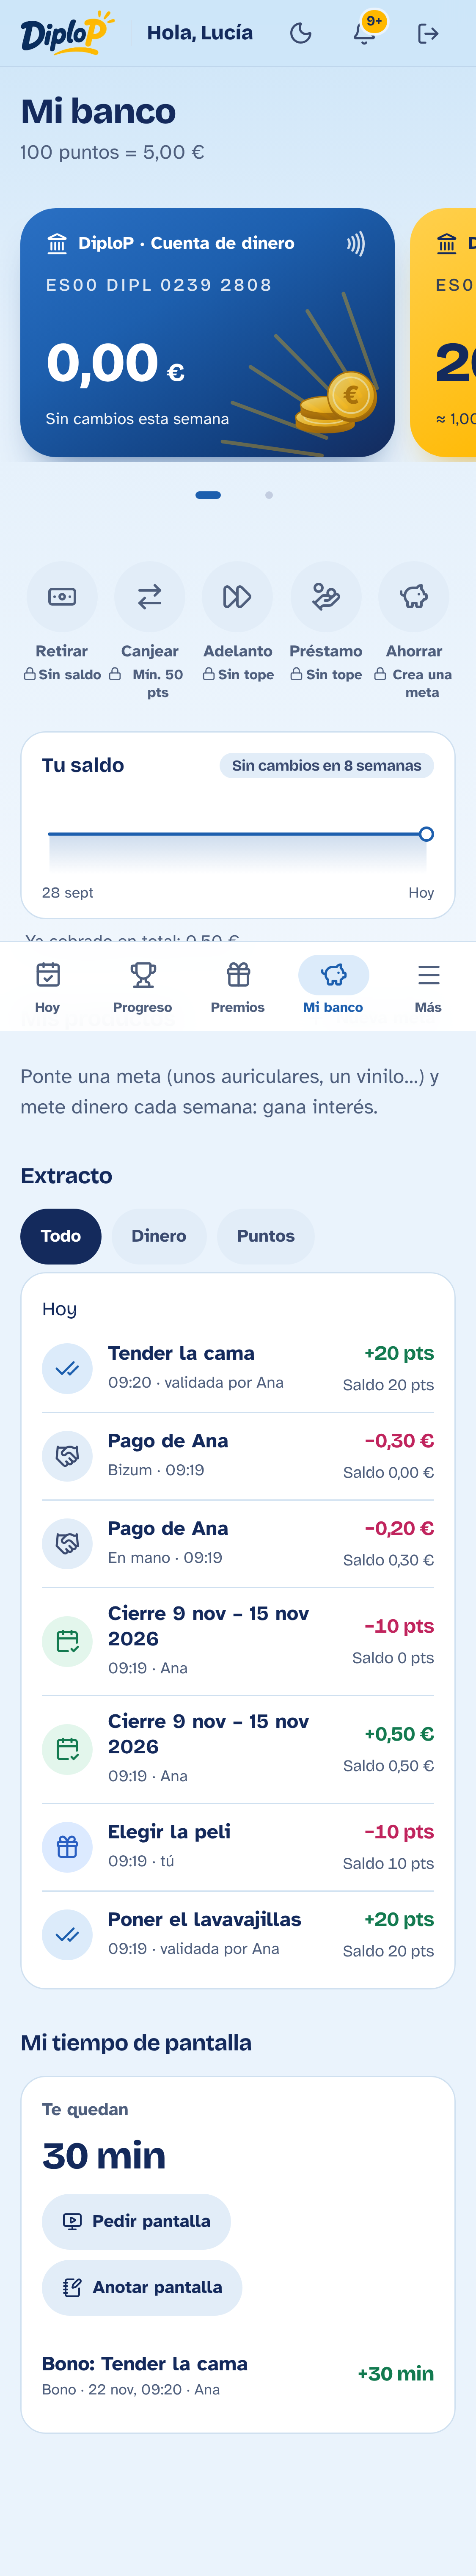 DiploP
Hola, Lucía
9+
Mi banco
100 puntos = 5,00 €
DiploP · Cuenta de dinero
ES00 DIPL 0239 2808
ES0
0,00 €
20
Sin cambios esta semana
≈ 1,00
Retirar
Canjear
Adelanto
Préstamo
Ahorrar
Sin saldo
Mín. 50
pts
Sin tope
Sin tope
Crea una
meta
Tu saldo
Sin cambios en 8 semanas
28 sept
Hoy
Ya cobrado en total: 0,50 €
Hoy
Progreso
Premios
Mi banco
Más
Ponte una meta (unos auriculares, un vinilo...) y
mete dinero cada semana: gana interés.
Extracto
Todo
Dinero
Puntos
Hoy
Tender la cama
+20 pts
09:20 · validada por Ana
Saldo 20 pts
Pago de Ana
−0,30 €
Bizum · 09:19
Saldo 0,00 €
Pago de Ana
−0,20 €
En mano · 09:19
Saldo 0,30 €
Cierre 9 nov – 15 nov
2026
−10 pts
09:19 · Ana
Saldo 0 pts
Cierre 9 nov – 15 nov
2026
+0,50 €
09:19 · Ana
Saldo 0,50 €
Elegir la peli
−10 pts
09:19 · tú
Saldo 10 pts
Poner el lavavajillas
+20 pts
09:19 · validada por Ana
Saldo 20 pts
Mi tiempo de pantalla
Te quedan
30 min
Pedir pantalla
Anotar pantalla
Bono: Tender la cama
+30 min
Bono · 22 nov, 09:20 · Ana